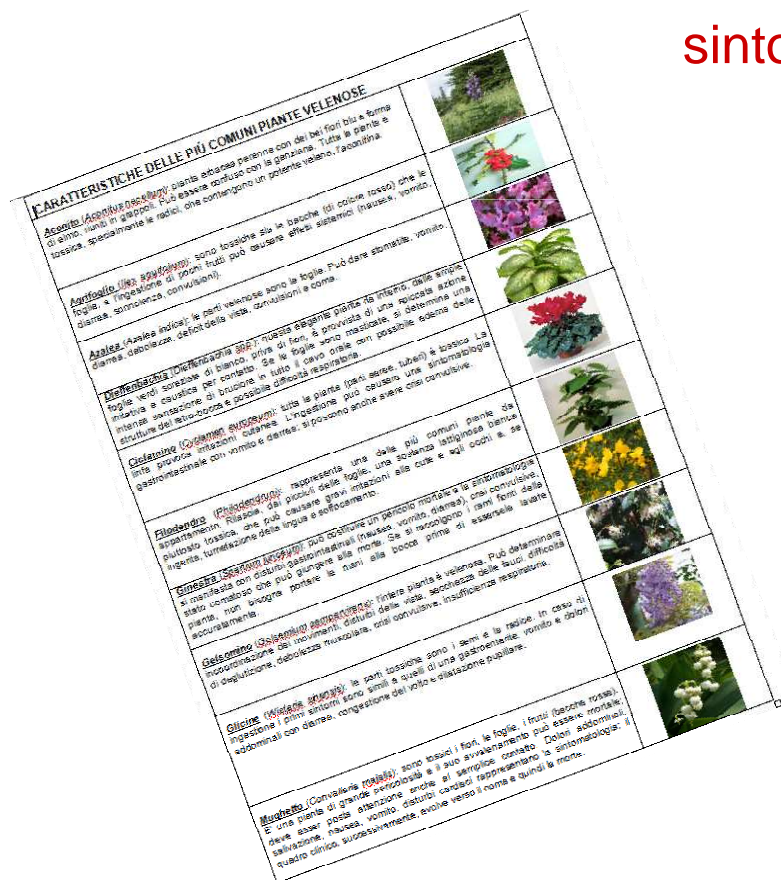 sinto
CARATTERISTICHE DELLE PIÙ COMUNI PIANTE VELENOSE
Aconito (Aconitus napellum): pianta erbacea perenne con dei bei fiori blu a forma
di elmo, riuniti in grappoli. Può essere confuso con la genziana. Tutta la pianta è
tossica, specialmente le radici, che contengono un potente veleno, l'aconitina.
Agrifoglio (Ilex aquifolium): sono tossiche sia le bacche (di colore rosso) che le
foglie, e l'ingestione di pochi frutti può causare effetti sistemici (nausea, vomito,
diarrea, sonnolenza, convulsioni).
Azalea (Azalea indica): le parti velenose sono le foglie. Può dare stomatite, vomito,
diarrea, debolezza, deficit della vista, convulsioni e coma.
Dieffenbachia (Dieffenbachia spp.): questa elegante pianta da interno, dalle ampie
foglie verdi screziate di bianco, priva di fiori, è provvista di una spiccata azione
irritativa e caustica per contatto. Se le foglie sono masticate, si determina una
intensa sensazione di bruciore in tutto il cavo orale con possibile edema delle
strutture del retro-bocca e possibile difficoltà respiratoria.
Ciclamino (Cyclamen europeum): tutta la pianta (parti aeree, tuberi) è tossica. La
linfa provoca irritazioni cutanee. L'ingestione può causare una sintomatologia
gastrointestinale con vomito e diarrea; si possono anche avere crisi convulsive.
Filodendro (Philodendrum): rappresenta una delle più comuni piante da
appartamento. Rilascia, dai piccioli delle foglie, una sostanza lattiginosa bianca
piuttosto tossica, che può causare gravi irritazioni alla cute e agli occhi e, se
ingerita, tumefazione della lingua e soffocamento.
Ginestra (Spartium junceum): può costituire un pericolo mortale e la sintomatologia
si manifesta con disturbi gastrointestinali (nausea, vomito, diarrea), crisi convulsive,
stato comatoso che può giungere alla morte. Se si raccolgono i rami fioriti della
pianta, non bisogna portare le mani alla bocca prima di essersele lavate
accuratamente.
Gelsomino (Gelsemium sempervirens): l'intera pianta è velenosa. Può determinare
incoordinazione dei movimenti, disturbi della vista, secchezza delle fauci, difficoltà
di deglutizione, debolezza muscolare, crisi convulsive, insufficienza respiratoria.
Glicine (Wisteria sinensis): le parti tossiche sono i semi e la radice. In caso di
ingestione i primi sintomi sono simili a quelli di una gastroenterite: vomito e dolori
addominali con diarrea, congestione del volto e dilatazione pupillare.
Mughetto (Convallaria majalis): sono tossici i fiori, le foglie, i frutti (bacche rosse).
E' una pianta di grande pericolosità e il suo avvelenamento può essere mortale;
deve esser posta attenzione anche al semplice contatto. Dolori addominali,
salivazione, nausea, vomito, disturbi cardiaci rappresentano la sintomatologia; il
quadro clinico, successivamente, evolve verso il coma e quindi la morte.